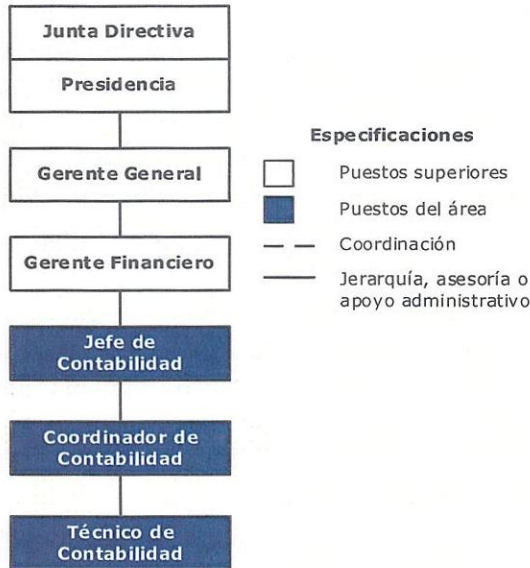 Junta Directiva
Presidencia
Gerente General
Gerente Financiero
Jefe de
Contabilidad
Coordinador de
Contabilidad
Técnico de
Contabilidad
Especificaciones
Puestos superiores
Puestos del área
Coordinación
Jerarquía, asesoría o
apoyo administrativo